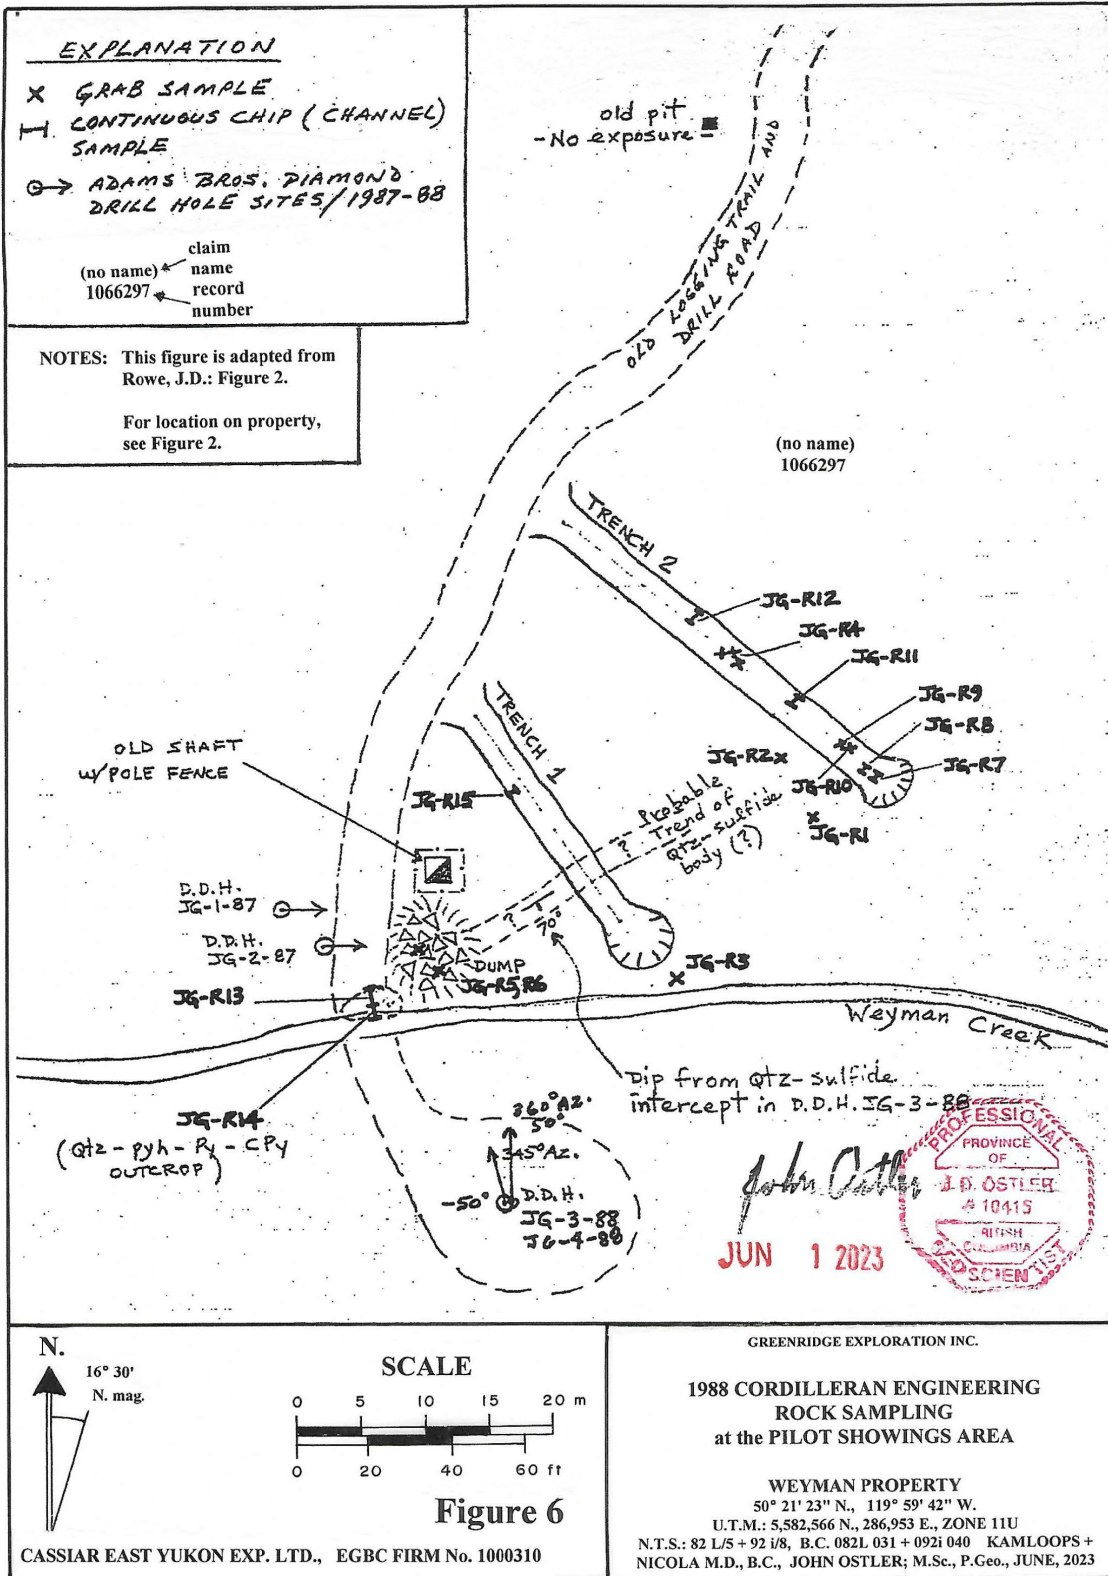 EXPLANATION
X GRAB SAMPLE
CONTINUOUS CHIP (CHANNEL)
SAMPLE
ADAMS BROS. DIAMOND
DRILL HOLE SITES/1987-88
claim
(no name) name
1066297 record
number
NOTES: This figure is adapted from
Rowe, J.D.: Figure 2.
For location on property,
see Figure 2.
old pit
-No exposure
OLD LOGGING TRAIL AND
DRILL ROAD
(no name)
1066297
TRENCH 2
JG-R12
JG-R4
JG-R11
JG-R9
JG-R8
JG-R7
JG-R10
JG-R2
JG-R1
TRENCH 1
JG-R15
OLD SHAFT
W/POLE FENCE
? Probable
Trend of
Qtz-sulfide
body (?)
?
70°
D.D.H.
JG-1-87
D.D.H.
JG-2-87
DUMP
JG-R5,R6
JG-R3
JG-R13
Weyman Creek
JG-R14
(Qtz-pyh-Py-CPy
OUTCROP)
Dip from Qtz-sulfide
intercept in D.D.H. JG-3-88
360°AZ.
50°
345°AZ.
-50° D.D.H.
JG-3-88
JG-4-88
John Ostler
PROFESSIONAL
PROVINCE
OF
J.D. OSTLER
# 10415
BRITISH
COLUMBIA
GEOSCIENTIST
JUN 1 2023
N.
16° 30'
N. mag.
SCALE
0 5 10 15 20 m
0 20 40 60 ft
Figure 6
CASSIAR EAST YUKON EXP. LTD., EGBC FIRM No. 1000310
GREENRIDGE EXPLORATION INC.
1988 CORDILLERAN ENGINEERING
ROCK SAMPLING
at the PILOT SHOWINGS AREA
WEYMAN PROPERTY
50° 21' 23" N., 119° 59' 42" W.
U.T.M.: 5,582,566 N., 286,953 E., ZONE 11U
N.T.S.: 82 L/5 + 92 i/8, B.C. 082L 031 + 092i 040 KAMLOOPS +
NICOLA M.D., B.C., JOHN OSTLER; M.Sc., P.Geo., JUNE, 2023